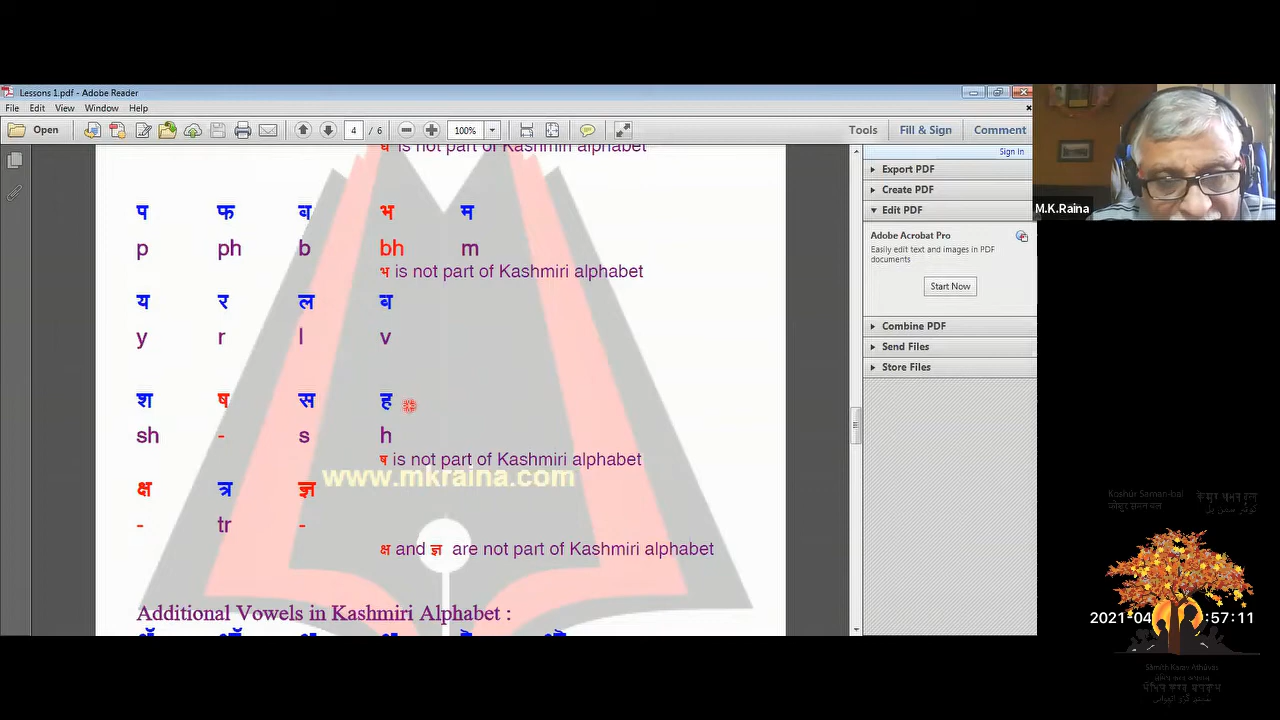 Lessons 1.pdf - Adobe Reader
File Edit View Window Help
Open 4 / 6 100% Tools Fill & Sign Comment
Sign In
Export PDF
Create PDF
Edit PDF
Adobe Acrobat Pro
Easily edit text and images in PDF
documents
Start Now
Combine PDF
Send Files
Store Files
M.K.Raina
ध is not part of Kashmiri alphabet
प फ ब भ म
p ph b bh m
भ is not part of Kashmiri alphabet
य र ल व
y r l v
श ष स ह
sh - s h
ष is not part of Kashmiri alphabet
www.mkraina.com
क्ष त्र ज्ञ
- tr -
क्ष and ज्ञ are not part of Kashmiri alphabet
Additional Vowels in Kashmiri Alphabet :
2021-04 :57:11